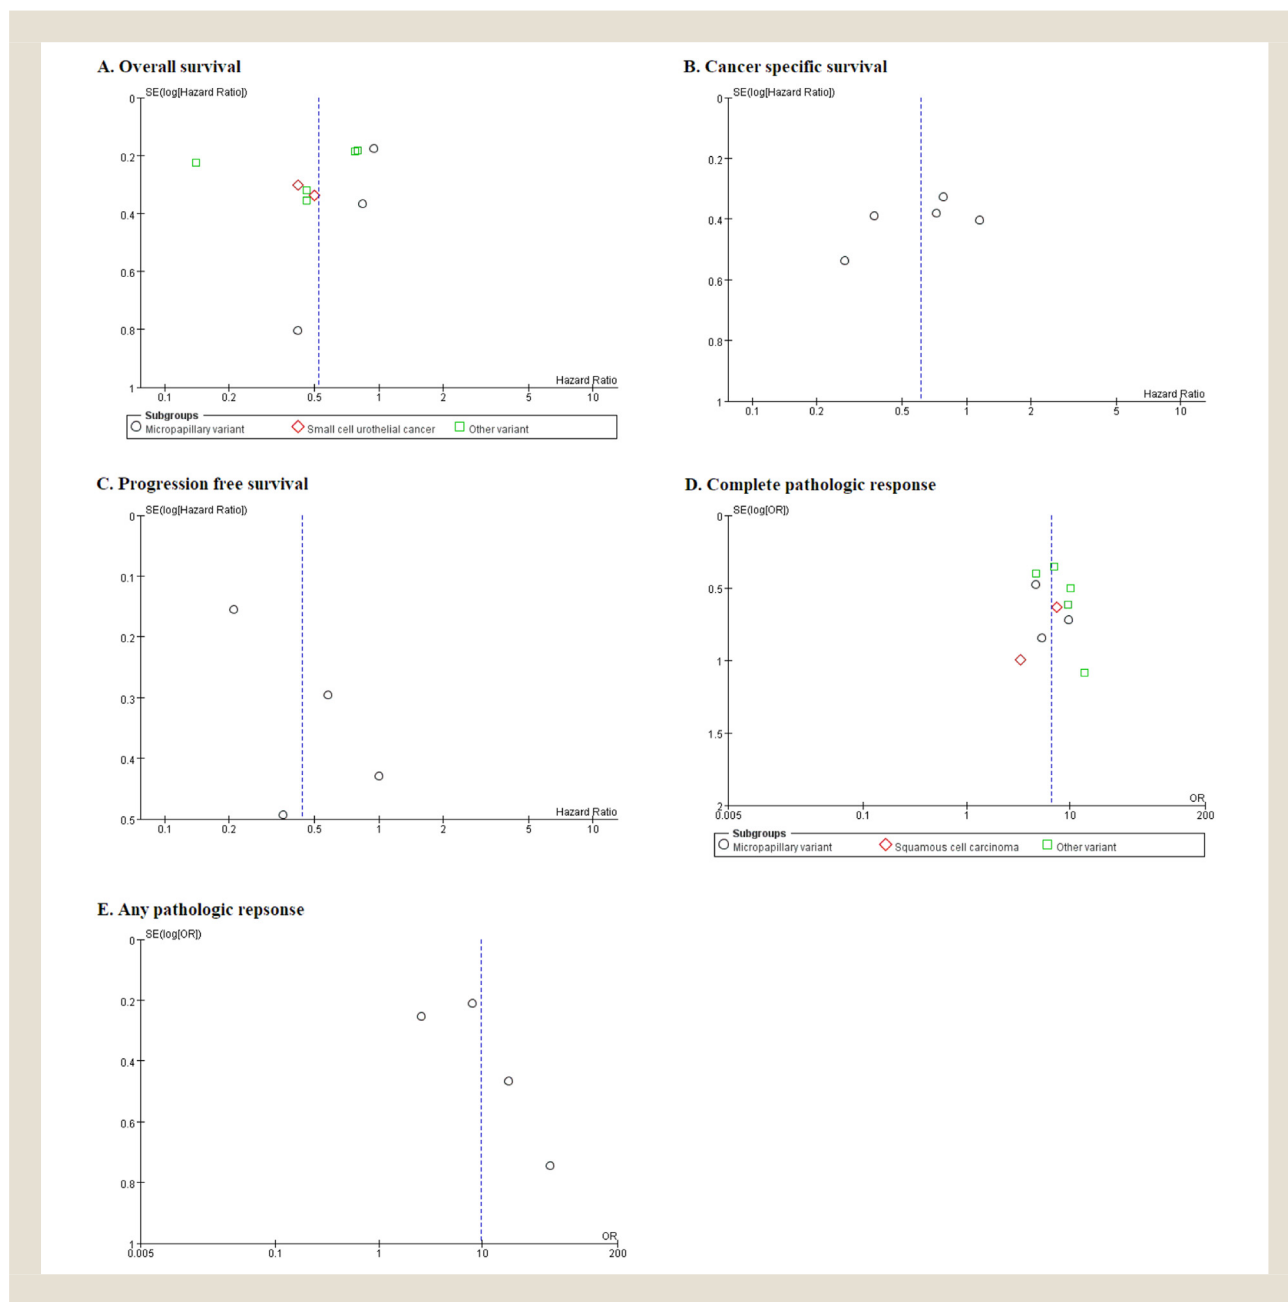 A. Overall survival
SE(log[Hazard Ratio])
0
0.2
0.4
0.6
0.8
1
Hazard Ratio
0.1 0.2 0.5 1 2 5 10
Subgroups
Micropapillary variant Small cell urothelial cancer Other variant
B. Cancer specific survival
SE(log[Hazard Ratio])
0
0.2
0.4
0.6
0.8
1
Hazard Ratio
0.1 0.2 0.5 1 2 5 10
C. Progression free survival
SE(log[Hazard Ratio])
0
0.1
0.2
0.3
0.4
0.5
Hazard Ratio
0.1 0.2 0.5 1 2 5 10
D. Complete pathologic response
SE(log[OR])
0
0.5
1
1.5
2
OR
0.005 0.1 1 10 200
Subgroups
Micropapillary variant Squamous cell carcinoma Other variant
E. Any pathologic repsonse
SE(log[OR])
0
0.2
0.4
0.6
0.8
1
OR
0.005 0.1 1 10 200